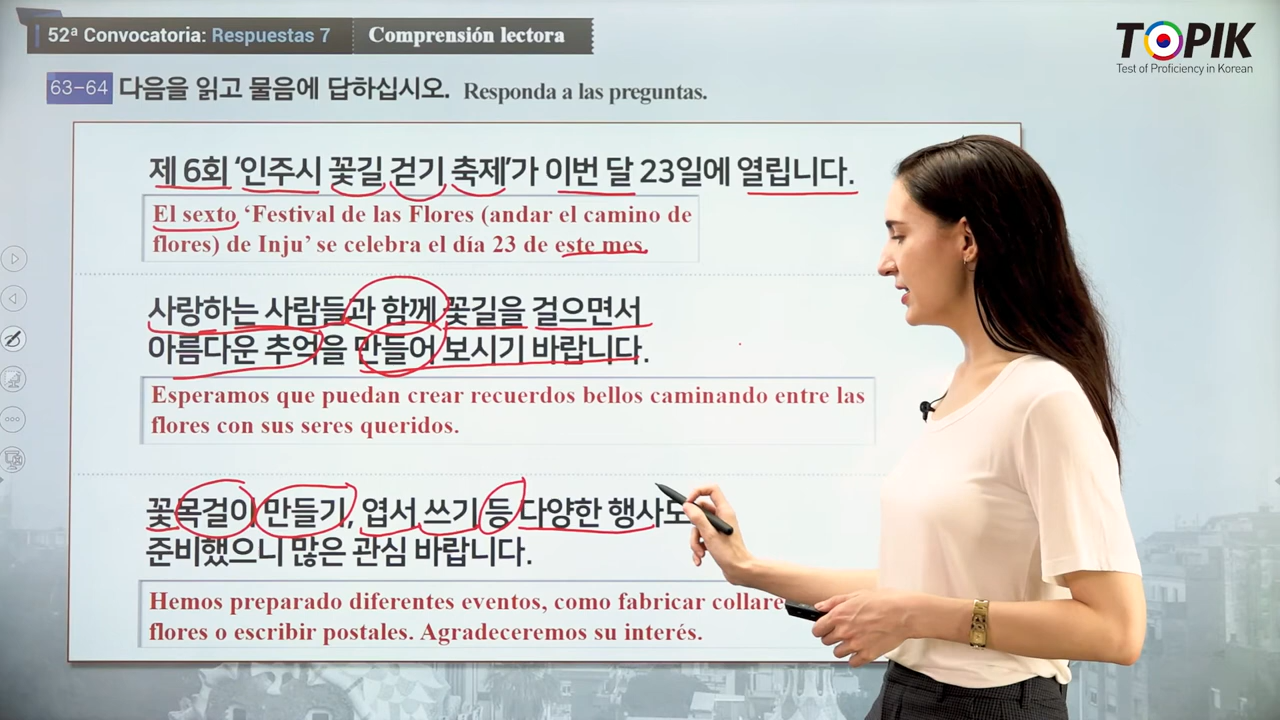 52ª Convocatoria: Respuestas 7 Comprensión lectora
TOPIK
Test of Proficiency in Korean
63-64 다음을 읽고 물음에 답하십시오. Responda a las preguntas.
제 6회 ‘인주시 꽃길 걷기 축제’가 이번 달 23일에 열립니다.
El sexto ‘Festival de las Flores (andar el camino de
flores) de Inju’ se celebra el día 23 de este mes.
사랑하는 사람들과 함께 꽃길을 걸으면서
아름다운 추억을 만들어 보시기 바랍니다.
Esperamos que puedan crear recuerdos bellos caminando entre las
flores con sus seres queridos.
꽃목걸이 만들기, 엽서 쓰기 등 다양한 행사도
준비했으니 많은 관심 바랍니다.
Hemos preparado diferentes eventos, como fabricar collare
flores o escribir postales. Agradeceremos su interés.